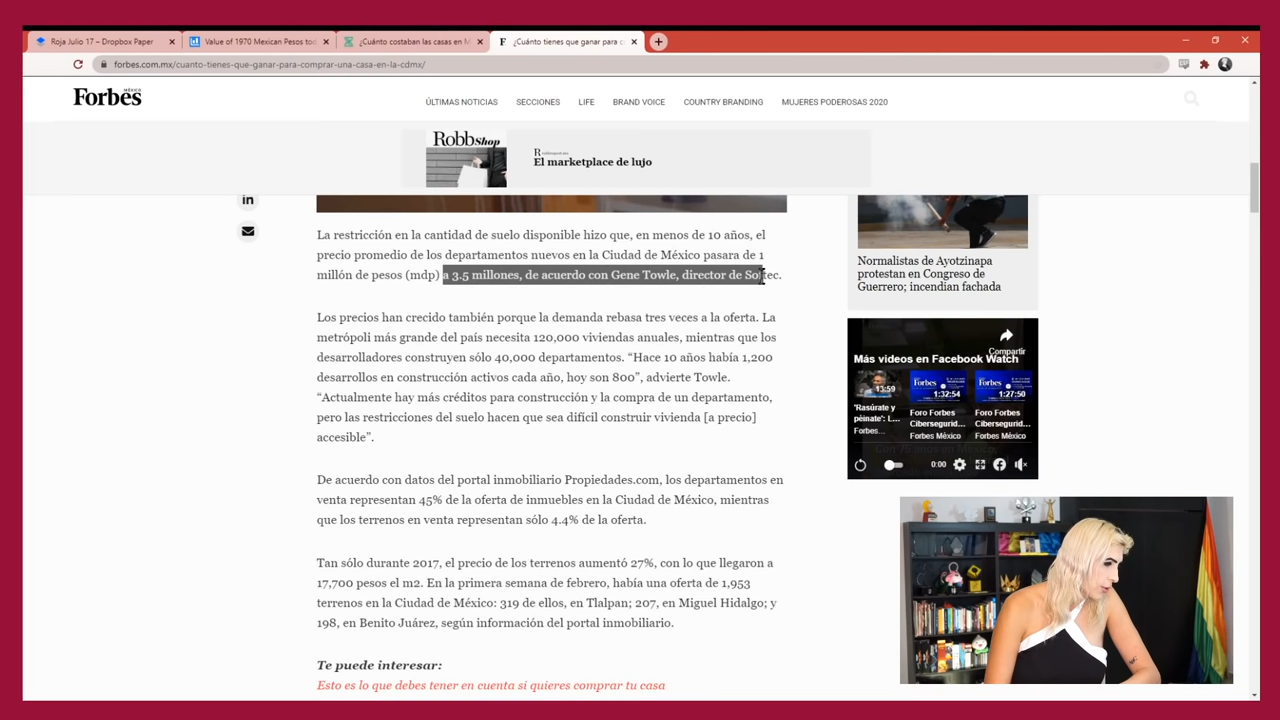 Roja Julio 17 – Dropbox Paper
Value of 1970 Mexican Pesos tod
¿Cuánto costaban las casas en M
¿Cuánto tienes que ganar para c
forbes.com.mx/cuanto-tienes-que-ganar-para-comprar-una-casa-en-la-cdmx/
Forbes
MÉXICO
ÚLTIMAS NOTICIAS SECCIONES LIFE BRAND VOICE COUNTRY BRANDING MUJERES PODEROSAS 2020
Robb shop
El marketplace de lujo
La restricción en la cantidad de suelo disponible hizo que, en menos de 10 años, el
precio promedio de los departamentos nuevos en la Ciudad de México pasara de 1
millón de pesos (mdp) a 3.5 millones, de acuerdo con Gene Towle, director de Softec.
Los precios han crecido también porque la demanda rebasa tres veces a la oferta. La
metrópoli más grande del país necesita 120,000 viviendas anuales, mientras que los
desarrolladores construyen sólo 40,000 departamentos. “Hace 10 años había 1,200
desarrollos en construcción activos cada año, hoy son 800”, advierte Towle.
“Actualmente hay más créditos para construcción y la compra de un departamento,
pero las restricciones del suelo hacen que sea difícil construir vivienda [a precio]
accesible”.
De acuerdo con datos del portal inmobiliario Propiedades.com, los departamentos en
venta representan 45% de la oferta de inmuebles en la Ciudad de México, mientras
que los terrenos en venta representan sólo 4.4% de la oferta.
Tan sólo durante 2017, el precio de los terrenos aumentó 27%, con lo que llegaron a
17,700 pesos el m2. En la primera semana de febrero, había una oferta de 1,953
terrenos en la Ciudad de México: 319 de ellos, en Tlalpan; 207, en Miguel Hidalgo; y
198, en Benito Juárez, según información del portal inmobiliario.
Te puede interesar:
Esto es lo que debes tener en cuenta si quieres comprar tu casa
Normalistas de Ayotzinapa
protestan en Congreso de
Guerrero; incendian fachada
Compartir
Más videos en Facebook Watch
13:59
1:32:54
1:27:50
'Rasúrate y
péinate': L...
Forbes...
Foro Forbes
Cibersegurid...
Forbes México
Foro Forbes
Cibersegurid...
Forbes México
0:00